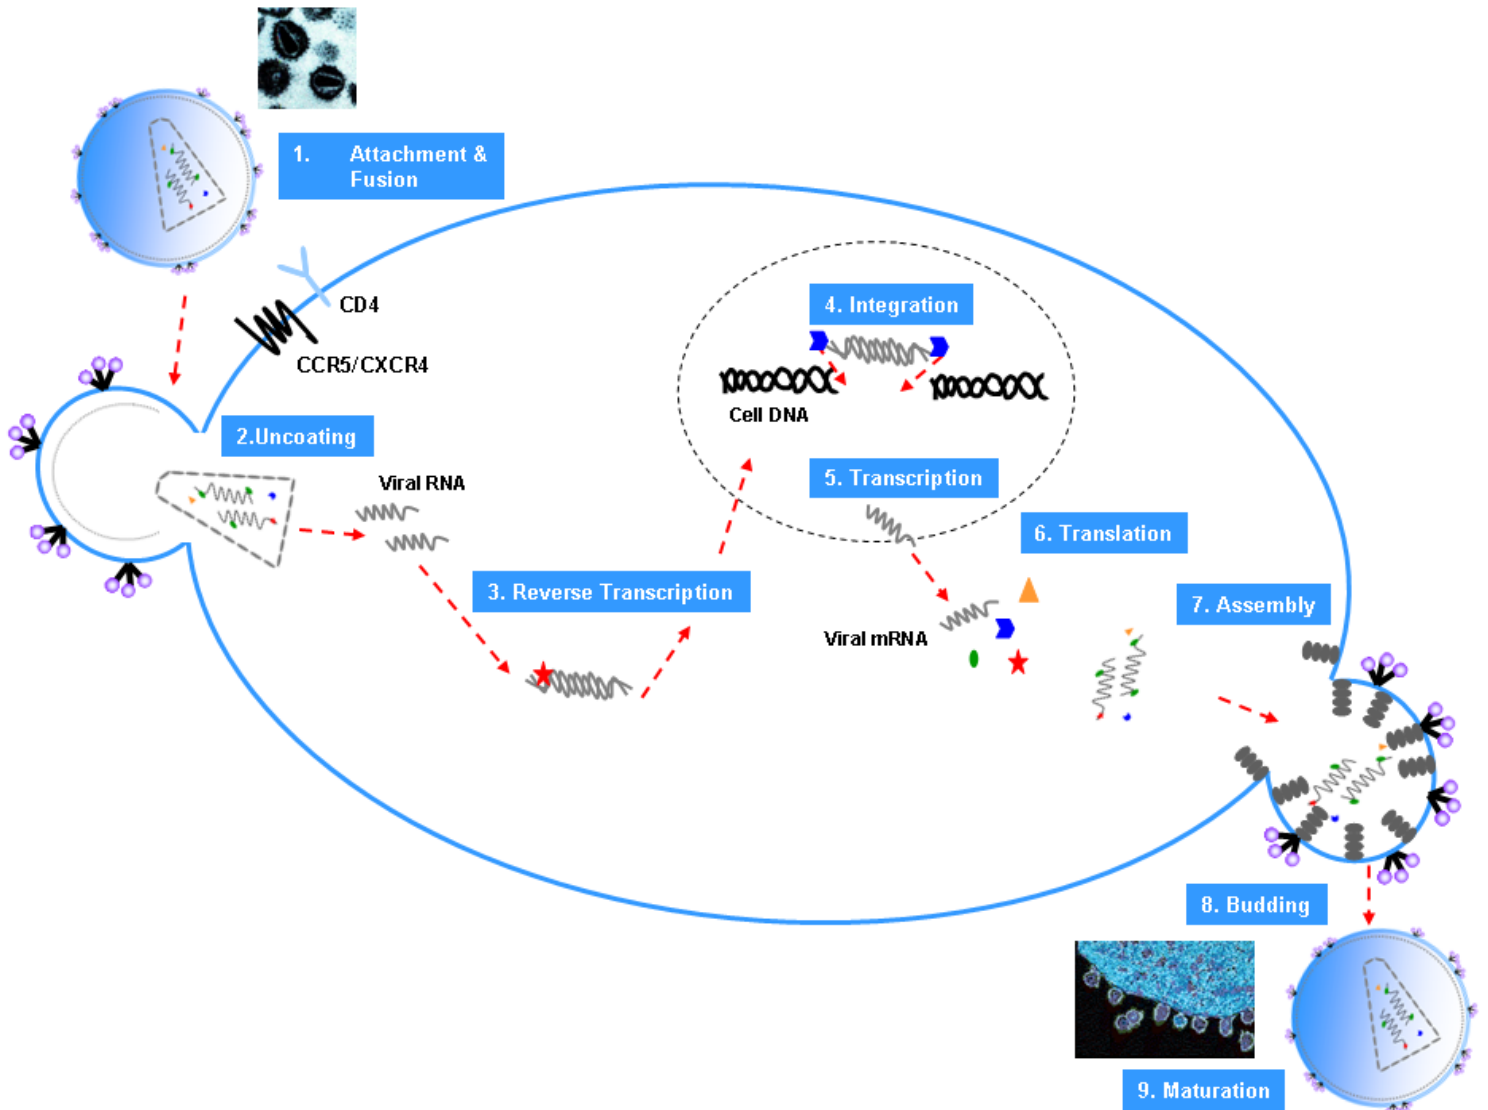 1. Attachment &
Fusion
CD4
CCR5/CXCR4
2.Uncoating
Viral RNA
3. Reverse Transcription
4. Integration
Cell DNA
5. Transcription
6. Translation
Viral mRNA
7. Assembly
8. Budding
9. Maturation